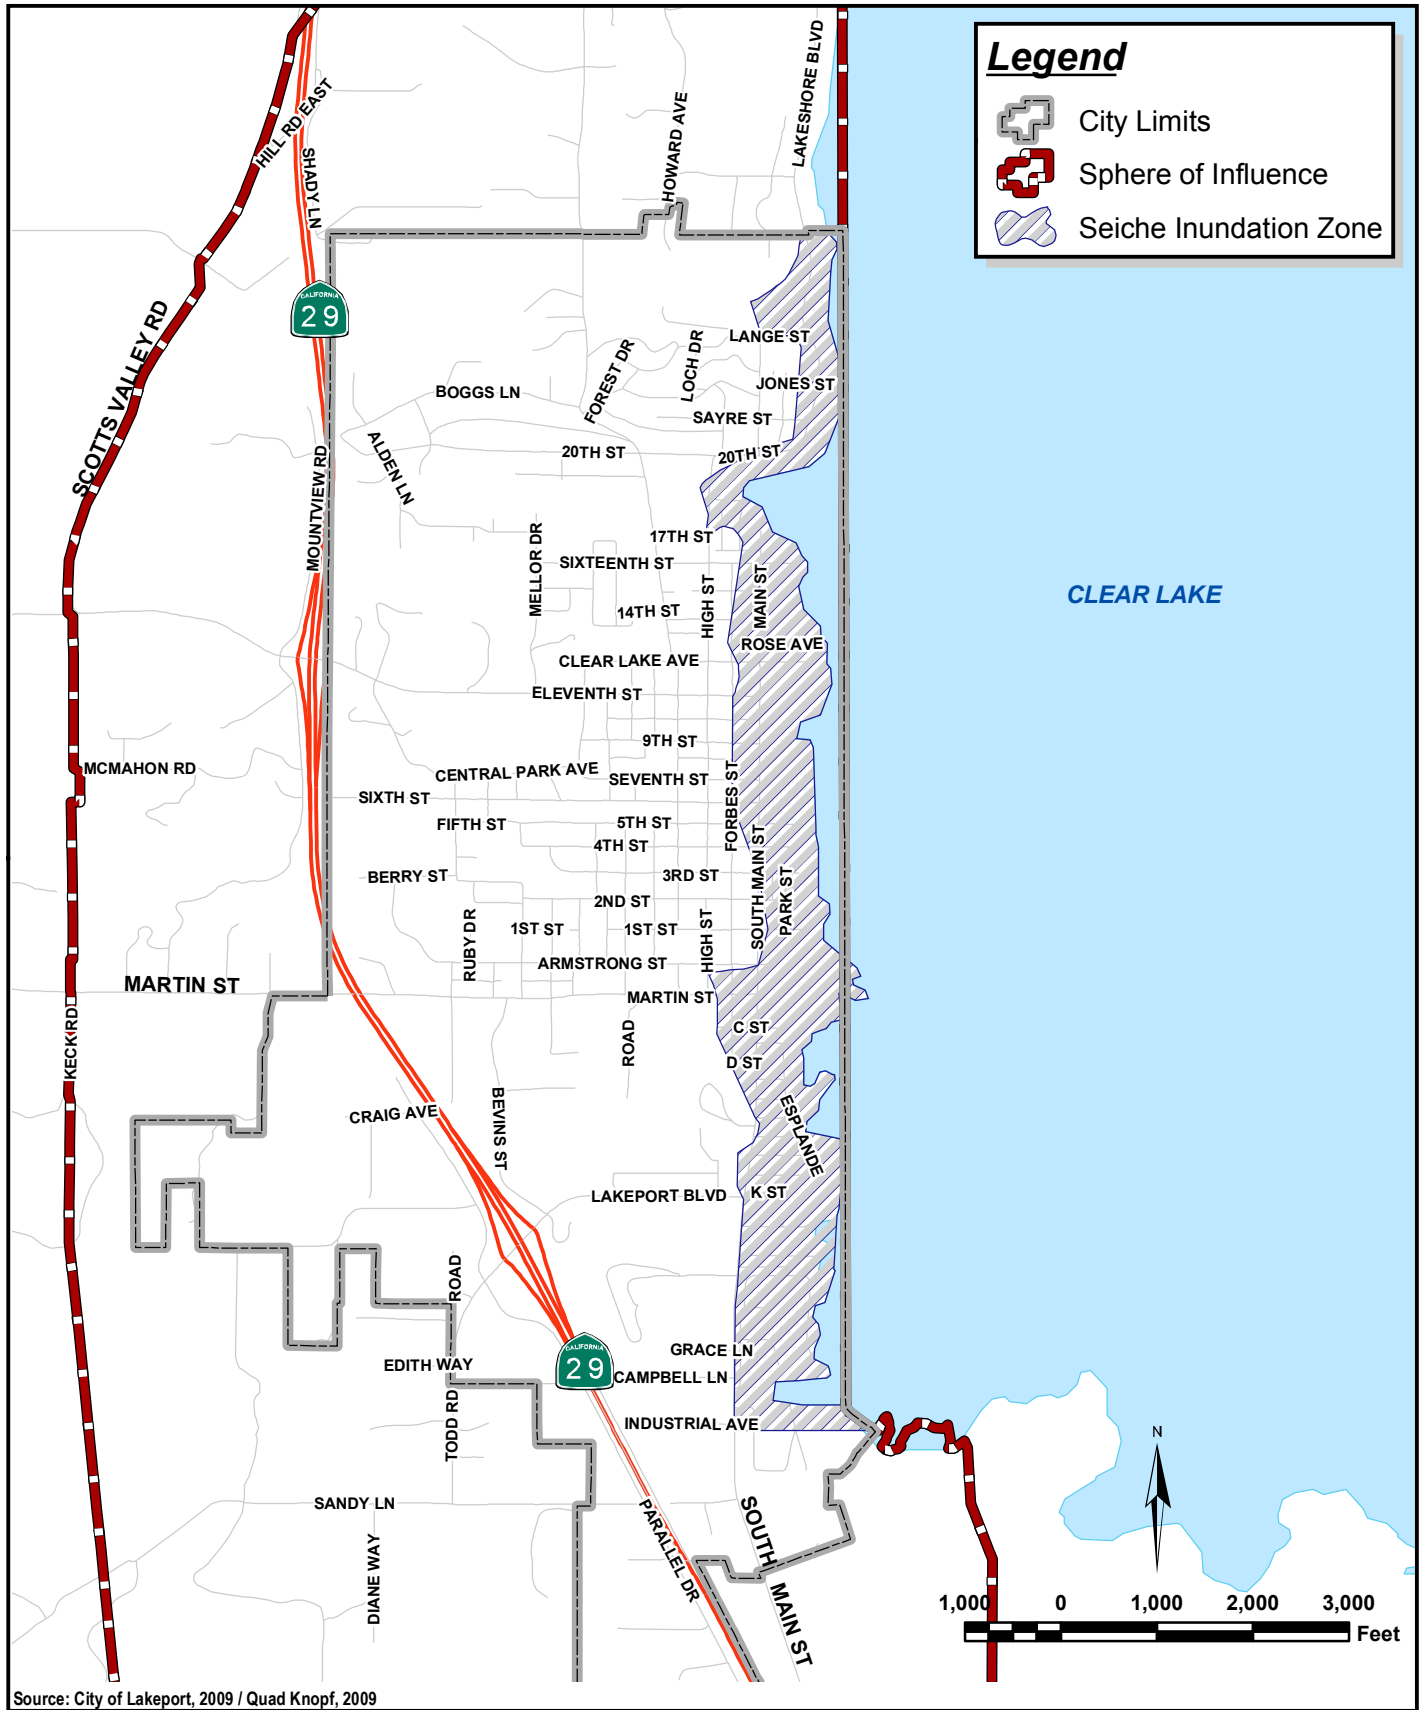 Legend
City Limits
Sphere of Influence
Seiche Inundation Zone
LAKESHORE BLVD
HOWARD AVE
HILL RD EAST
SHADY LN
CALIFORNIA
29
SCOTTS VALLEY RD
LANGE ST
FOREST DR
LOCH DR
JONES ST
BOGGS LN
SAYRE ST
ALDEN LN
20TH ST
20TH ST
MOUNTVIEW RD
MELLOR DR
17TH ST
SIXTEENTH ST
HIGH ST
MAIN ST
14TH ST
CLEAR LAKE
ROSE AVE
CLEAR LAKE AVE
ELEVENTH ST
9TH ST
MCMAHON RD
CENTRAL PARK AVE
SEVENTH ST
SIXTH ST
FORBES ST
FIFTH ST
5TH ST
4TH ST
SOUTH MAIN ST
BERRY ST
3RD ST
PARK ST
2ND ST
RUBY DR
1ST ST
1ST ST
HIGH ST
ARMSTRONG ST
MARTIN ST
MARTIN ST
KECK RD
ROAD
C ST
D ST
CRAIG AVE
BEVINS ST
ESPLANDE
LAKEPORT BLVD
K ST
ROAD
GRACE LN
EDITH WAY
CALIFORNIA
29
CAMPBELL LN
TODD RD
INDUSTRIAL AVE
N
SANDY LN
PARALLEL DR
SOUTH MAIN ST
DIANE WAY
1,000 0 1,000 2,000 3,000
Feet
Source: City of Lakeport, 2009 / Quad Knopf, 2009